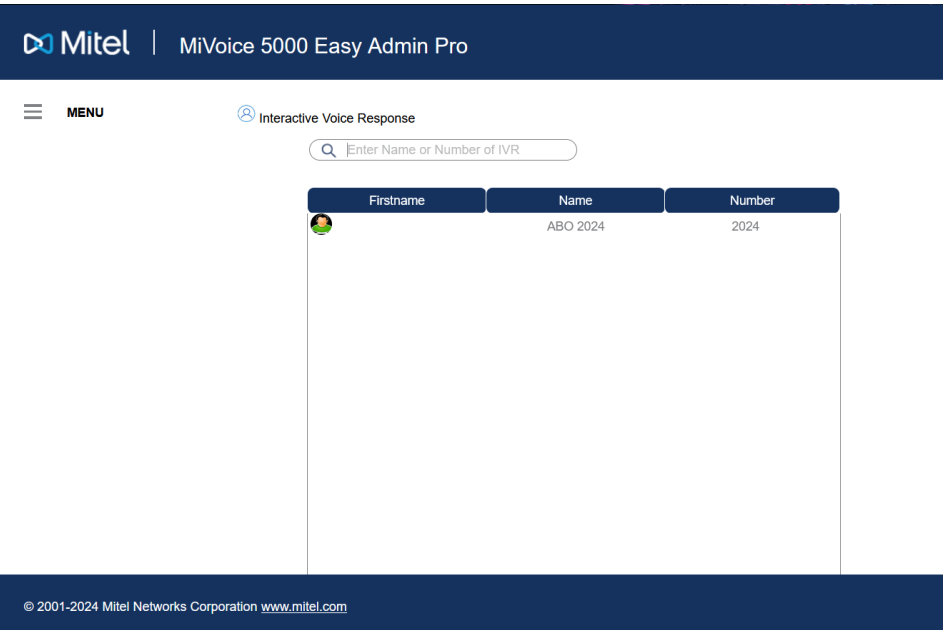 Mitel | MiVoice 5000 Easy Admin Pro
MENU
Interactive Voice Response
Enter Name or Number of IVR
Firstname Name Number
ABO 2024 2024
© 2001-2024 Mitel Networks Corporation www.mitel.com